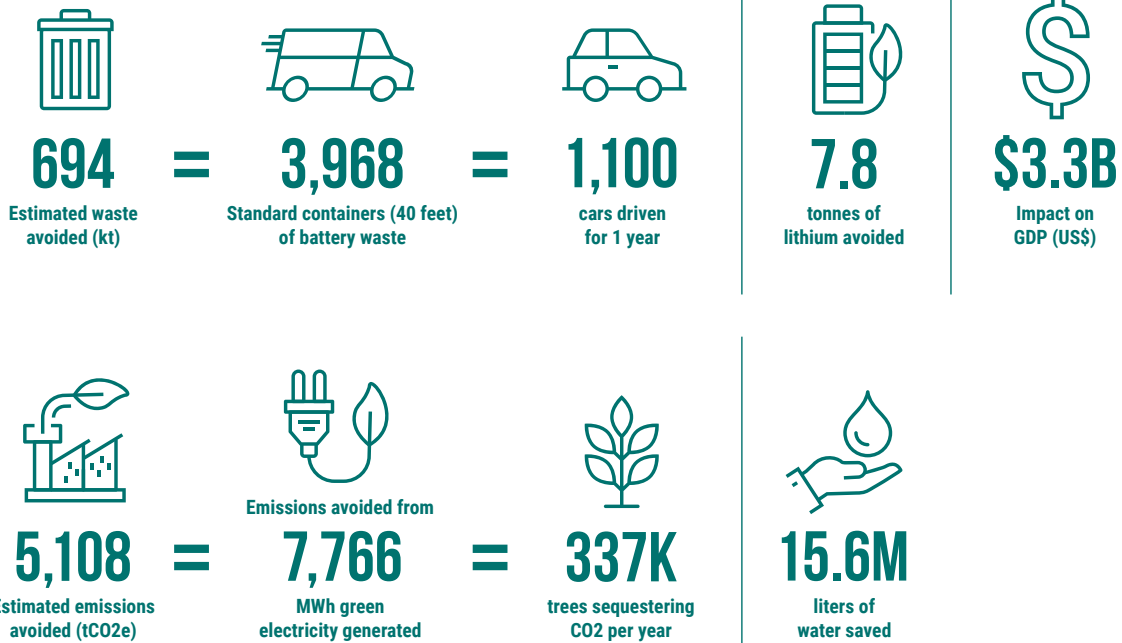 694 = 3,968 = 1,100
Estimated waste
avoided (kt)
Standard containers (40 feet)
of battery waste
cars driven
for 1 year
7.8
tonnes of
lithium avoided
$
$3.3B
Impact on
GDP (US$)
5,108 =
Estimated emissions
avoided (tCO2e)
Emissions avoided from
7,766 =
MWh green
electricity generated
337K
trees sequestering
CO2 per year
15.6M
liters of
water saved